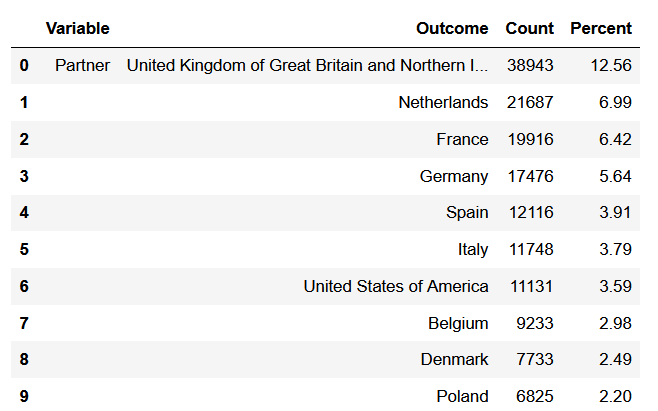 Variable Outcome Count Percent
0 Partner United Kingdom of Great Britain and Northern I... 38943 12.56
1 Netherlands 21687 6.99
2 France 19916 6.42
3 Germany 17476 5.64
4 Spain 12116 3.91
5 Italy 11748 3.79
6 United States of America 11131 3.59
7 Belgium 9233 2.98
8 Denmark 7733 2.49
9 Poland 6825 2.20